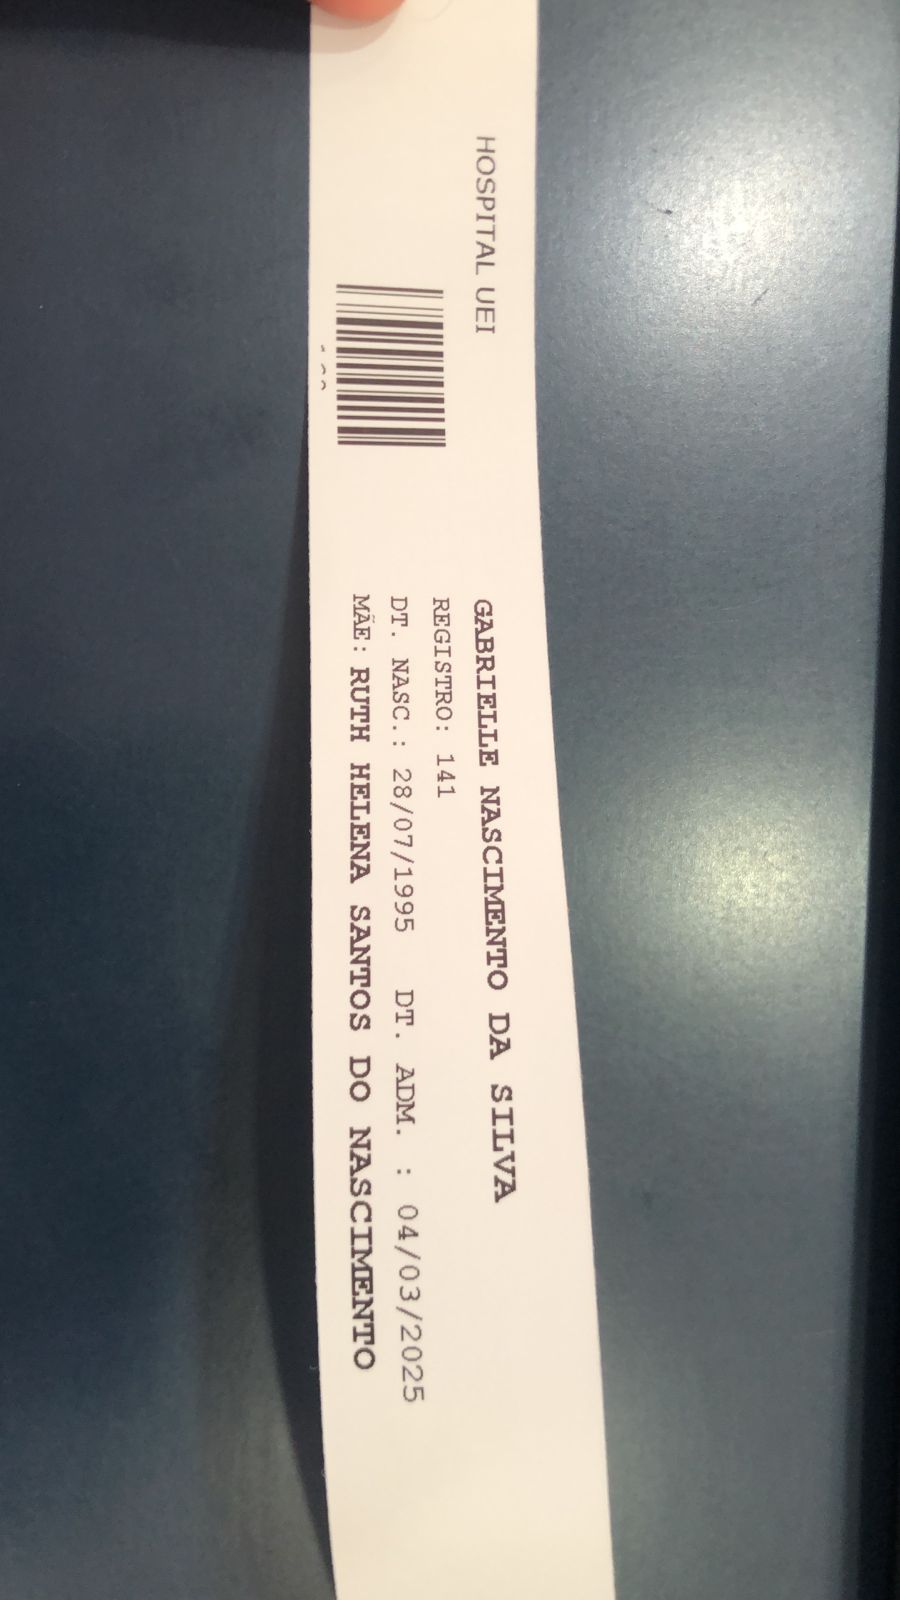 HOSPITAL UEI
GABRIELLE NASCIMENTO DA SILVA
REGISTRO: 141
DT. NASC.: 28/07/1995 DT. ADM. : 04/03/2025
MÃE: RUTH HELENA SANTOS DO NASCIMENTO